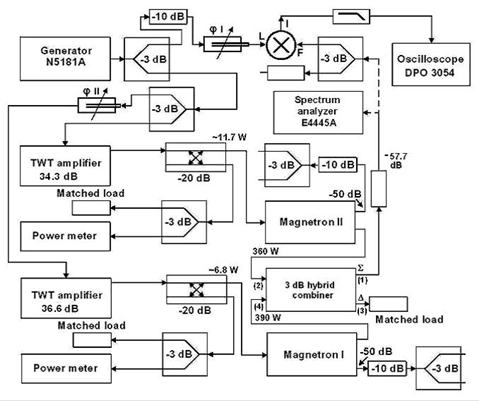 -10 dB
φ I
L
I
F
Generator
N5181A
-3 dB
-3 dB
Oscilloscope
DPO 3054
φ II
-3 dB
Spectrum
analyzer
E4445A
~11.7 W
-57.7
dB
TWT amplifier
34.3 dB
-20 dB
-3 dB
-10 dB
-50 dB
Matched load
-3 dB
Magnetron II
Power meter
360 W
~6.8 W
(2)
3 dB hybrid
combiner
Σ
(1)
TWT amplifier
36.6 dB
-20 dB
(4)
Δ
(3)
390 W
Matched load
Matched load
-3 dB
Magnetron I
-50 dB
Power meter
-10 dB
-3 dB